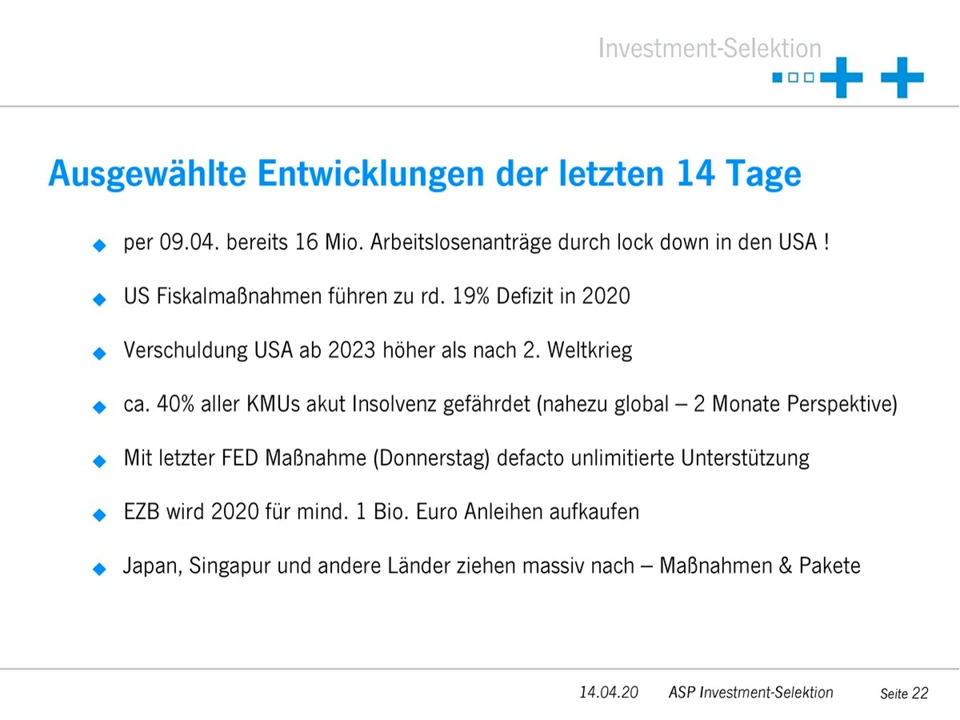 Investment-Selektion
Ausgewählte Entwicklungen der letzten 14 Tage
per 09.04. bereits 16 Mio. Arbeitslosenanträge durch lock down in den USA !
US Fiskalmaßnahmen führen zu rd. 19% Defizit in 2020
Verschuldung USA ab 2023 höher als nach 2. Weltkrieg
ca. 40% aller KMUs akut Insolvenz gefährdet (nahezu global – 2 Monate Perspektive)
Mit letzter FED Maßnahme (Donnerstag) defacto unlimitierte Unterstützung
EZB wird 2020 für mind. 1 Bio. Euro Anleihen aufkaufen
Japan, Singapur und andere Länder ziehen massiv nach – Maßnahmen & Pakete
14.04.20 ASP Investment-Selektion Seite 22